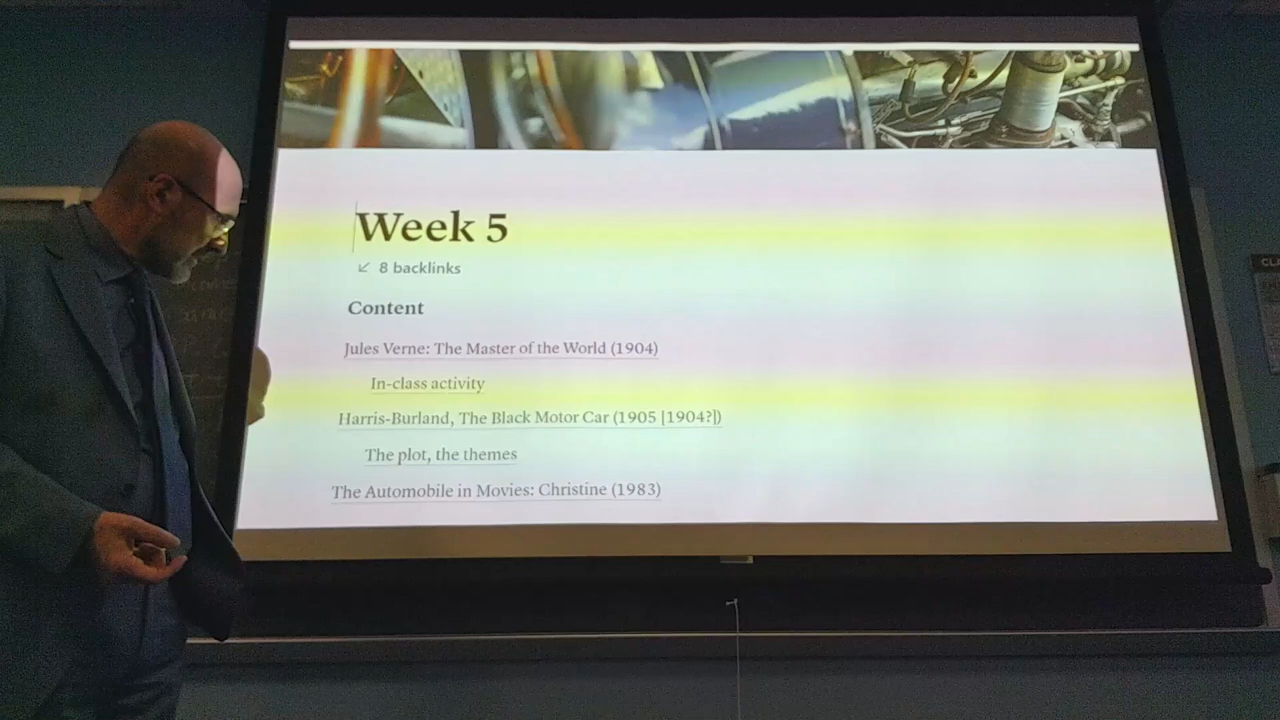 Week 5
8 backlinks
Content
Jules Verne: The Master of the World (1904)
In-class activity
Harris-Burland, The Black Motor Car (1905 [1904?])
The plot, the themes
The Automobile in Movies: Christine (1983)
CLA